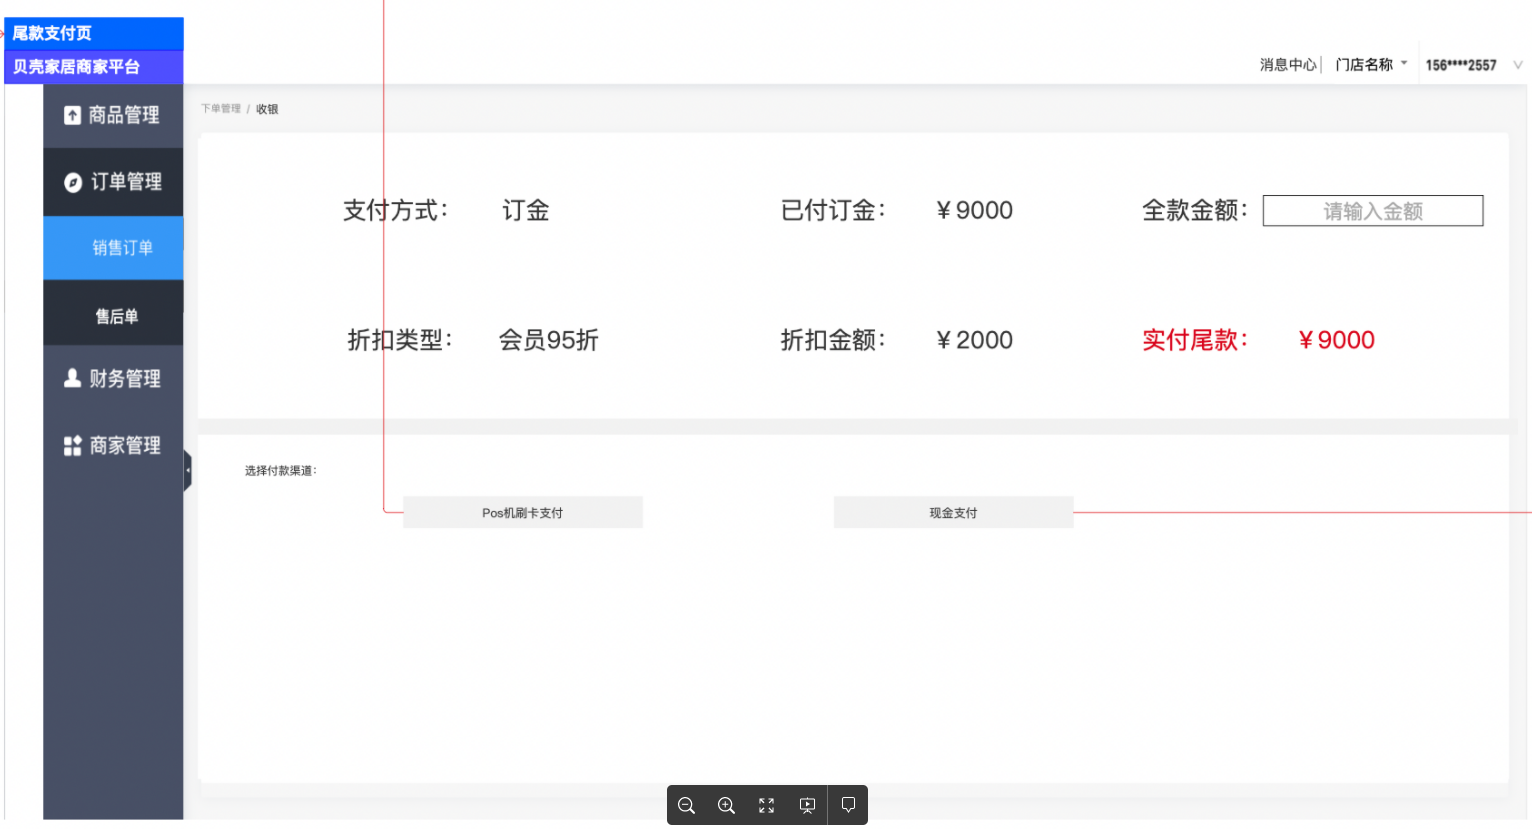 尾款支付页
贝壳家居商家平台
消息中心 门店名称 156****2557
商品管理
订单管理
销售订单
售后单
财务管理
商家管理
下单管理 / 收银
支付方式： 订金 已付订金： ¥9000 全款金额： 请输入金额
折扣类型： 会员95折 折扣金额： ¥2000 实付尾款： ¥9000
选择付款渠道：
Pos机刷卡支付 现金支付